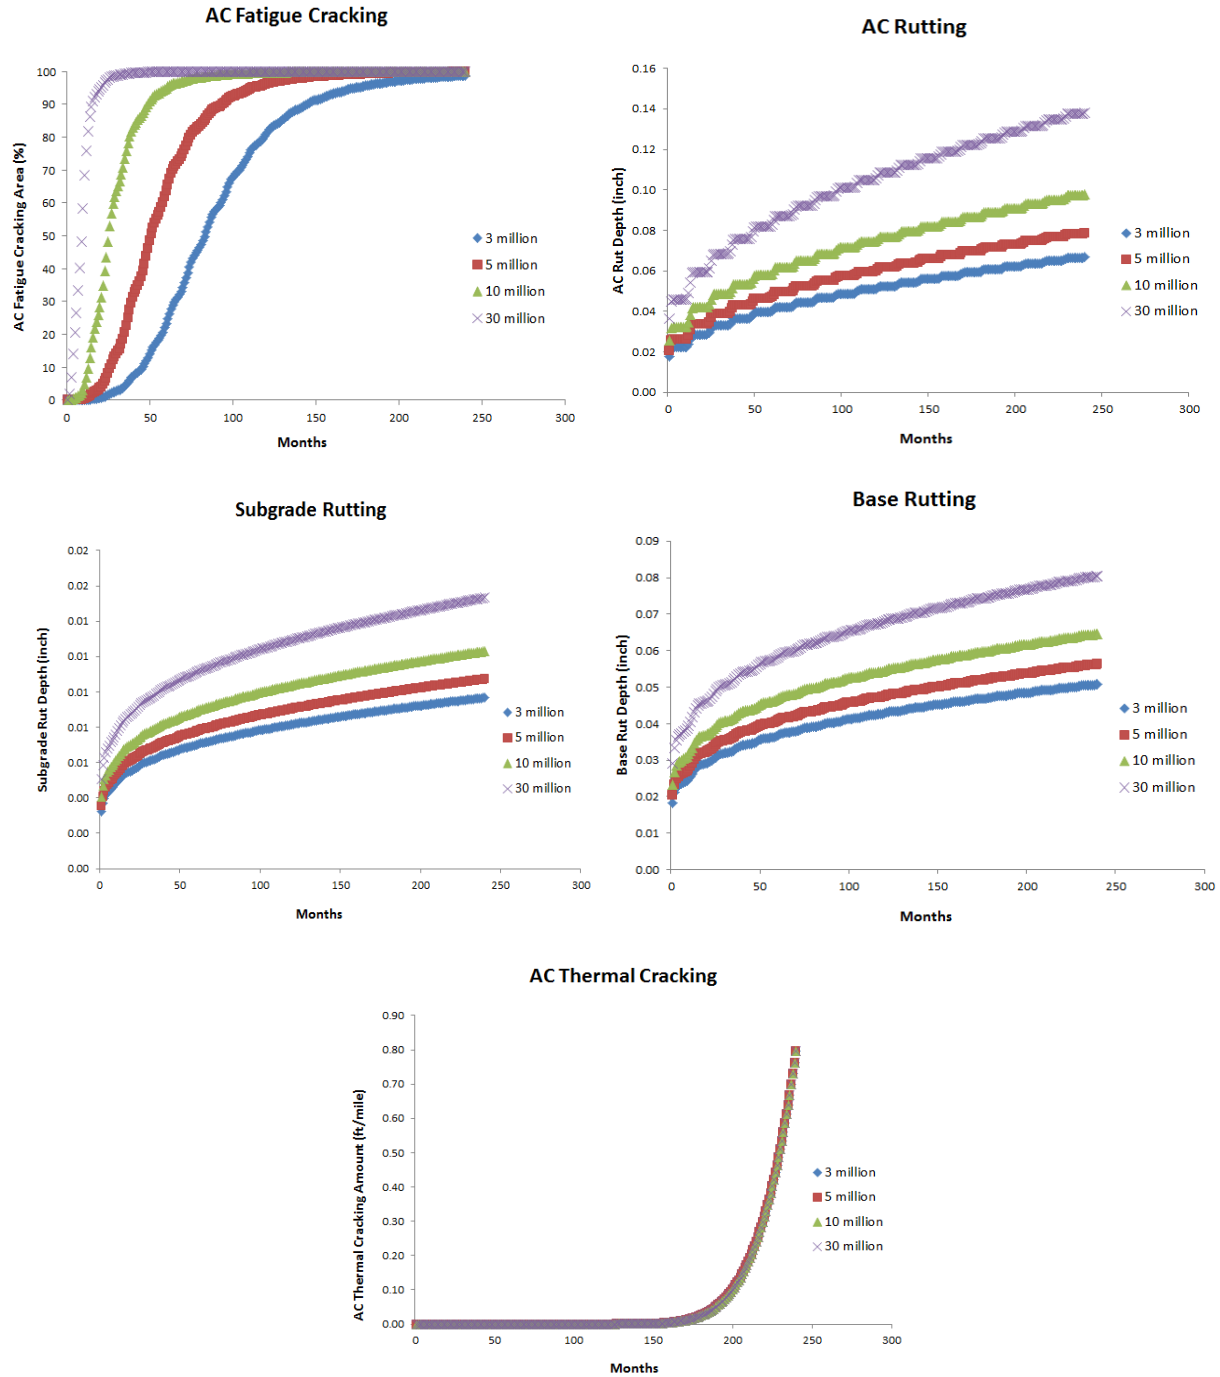 AC Fatigue Cracking
AC Fatigue Cracking Area (%)
100
90
80
70
60
50
40
30
20
10
0
0 50 100 150 200 250 300
Months
3 million
5 million
10 million
30 million
AC Rutting
AC Rut Depth (inch)
0.16
0.14
0.12
0.10
0.08
0.06
0.04
0.02
0.00
0 50 100 150 200 250 300
Months
3 million
5 million
10 million
30 million
Subgrade Rutting
Subgrade Rut Depth (inch)
0.02
0.02
0.01
0.01
0.01
0.01
0.01
0.00
0.00
0.00
0 50 100 150 200 250 300
Months
3 million
5 million
10 million
30 million
Base Rutting
Base Rut Depth (inch)
0.09
0.08
0.07
0.06
0.05
0.04
0.03
0.02
0.01
0.00
0 50 100 150 200 250 300
Months
3 million
5 million
10 million
30 million
AC Thermal Cracking
AC Thermal Cracking Amount (ft/mile)
0.90
0.80
0.70
0.60
0.50
0.40
0.30
0.20
0.10
0.00
0 50 100 150 200 250 300
Months
3 million
5 million
10 million
30 million